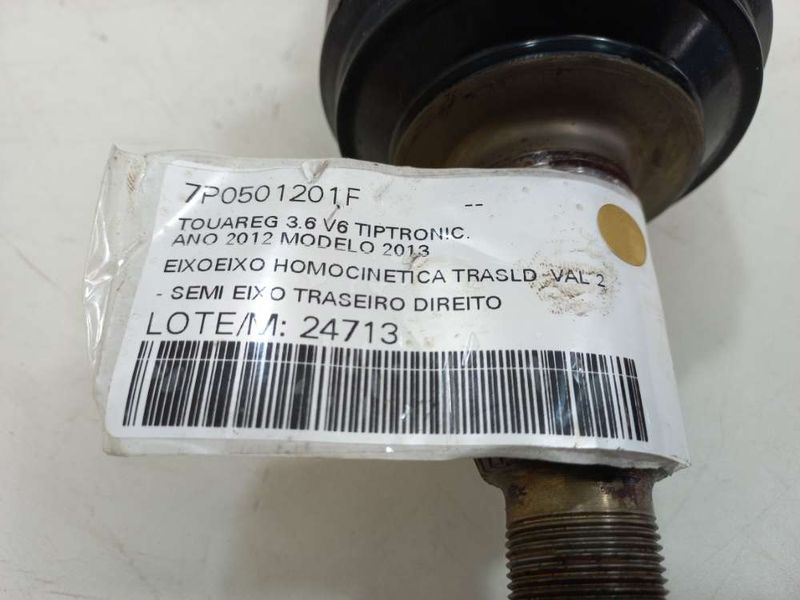 7P0501201F --
TOUAREG 3.6 V6 TIPTRONIC.
ANO 2012 MODELO 2013
EIXOEIXO HOMOCINETICA TRASLD VAL 2
- SEMI EIXO TRASEIRO DIREITO
LOTE/M: 24713